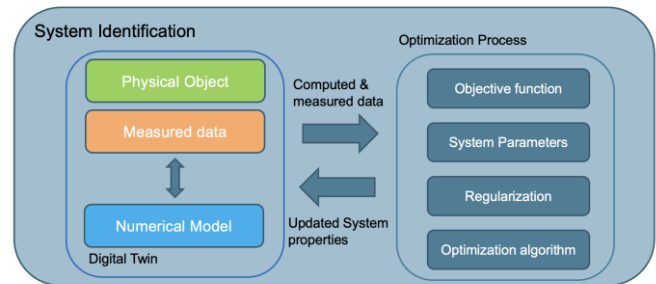 System Identification
Physical Object
Measured data
Numerical Model
Digital Twin
Computed &
measured data
Updated System
properties
Optimization Process
Objective function
System Parameters
Regularization
Optimization algorithm